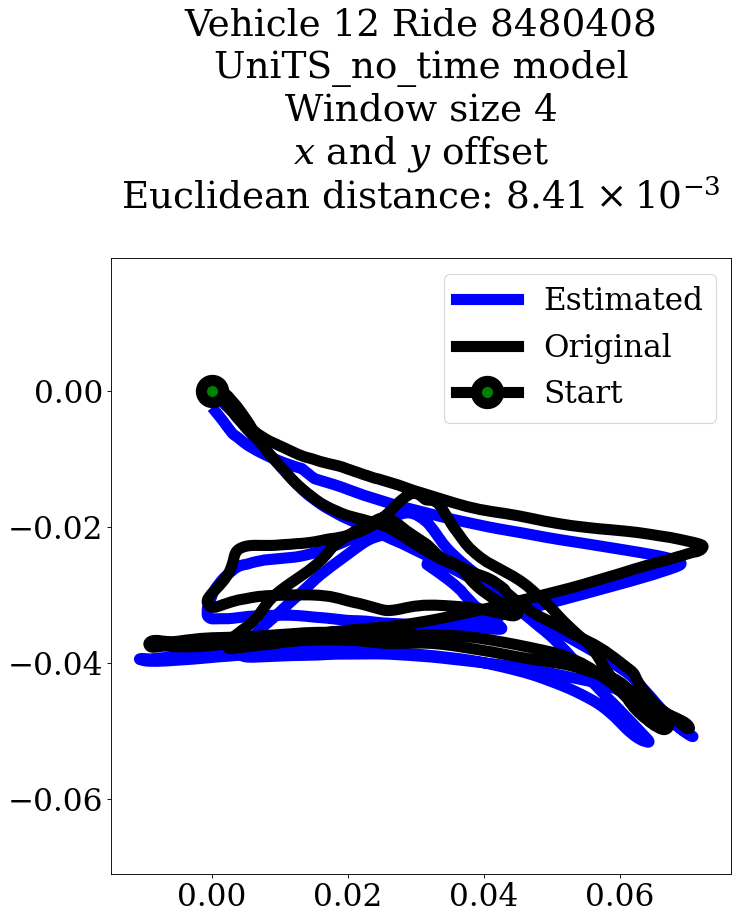 Vehicle 12 Ride 8480408
UniTS_no_time model
Window size 4
x and y offset
Euclidean distance: 8.41 × 10⁻³
Estimated
Original
Start
0.00
−0.02
−0.04
−0.06
0.00 0.02 0.04 0.06